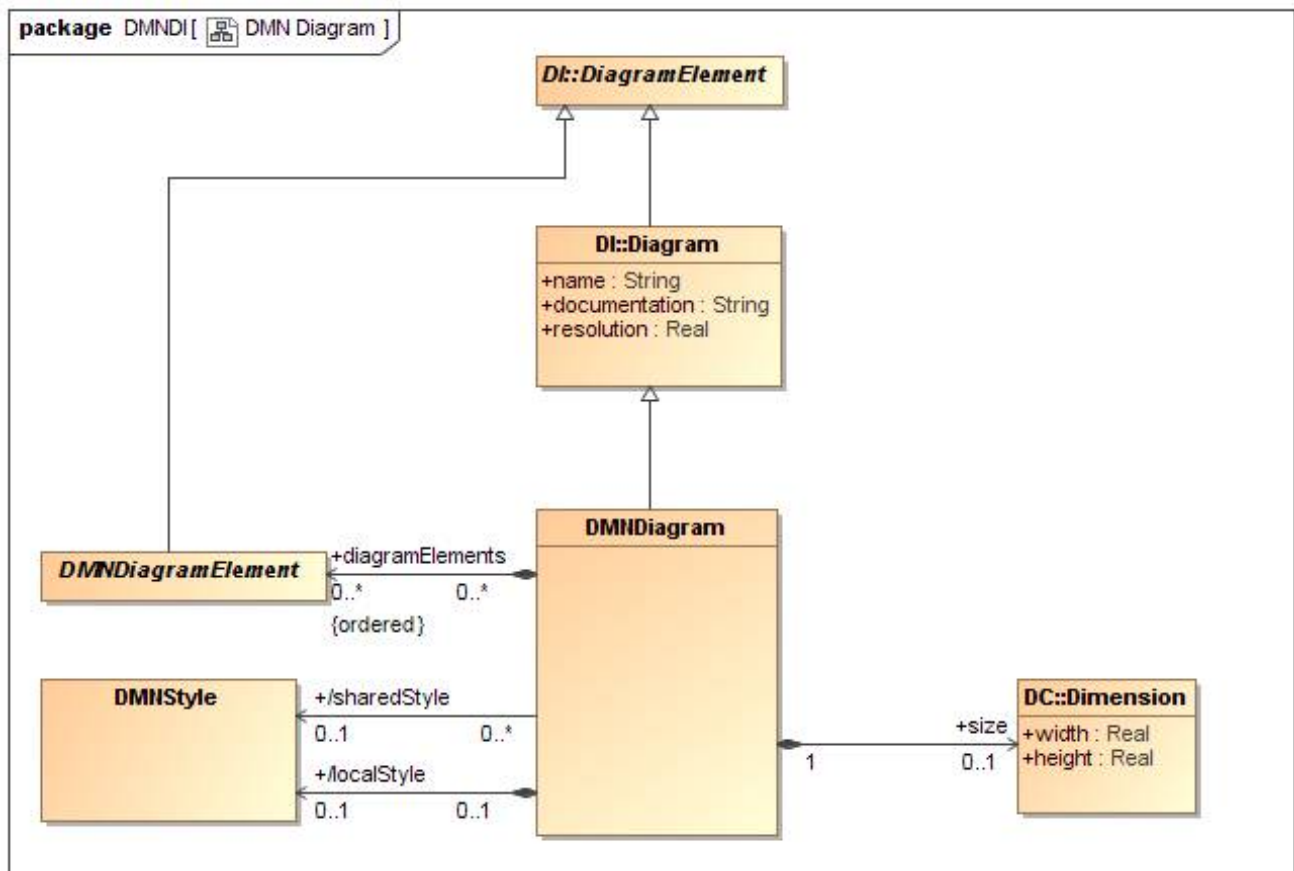 package DMNDI [ DMN Diagram ]
DI::DiagramElement
DI::Diagram
+name : String
+documentation : String
+resolution : Real
DMNDiagram
DMNDiagramElement
+diagramElements
0..* 0..*
{ordered}
DMNStyle
+/sharedStyle
0..1 0..*
+/localStyle
0..1 0..1
+size
1 0..1
DC::Dimension
+width : Real
+height : Real